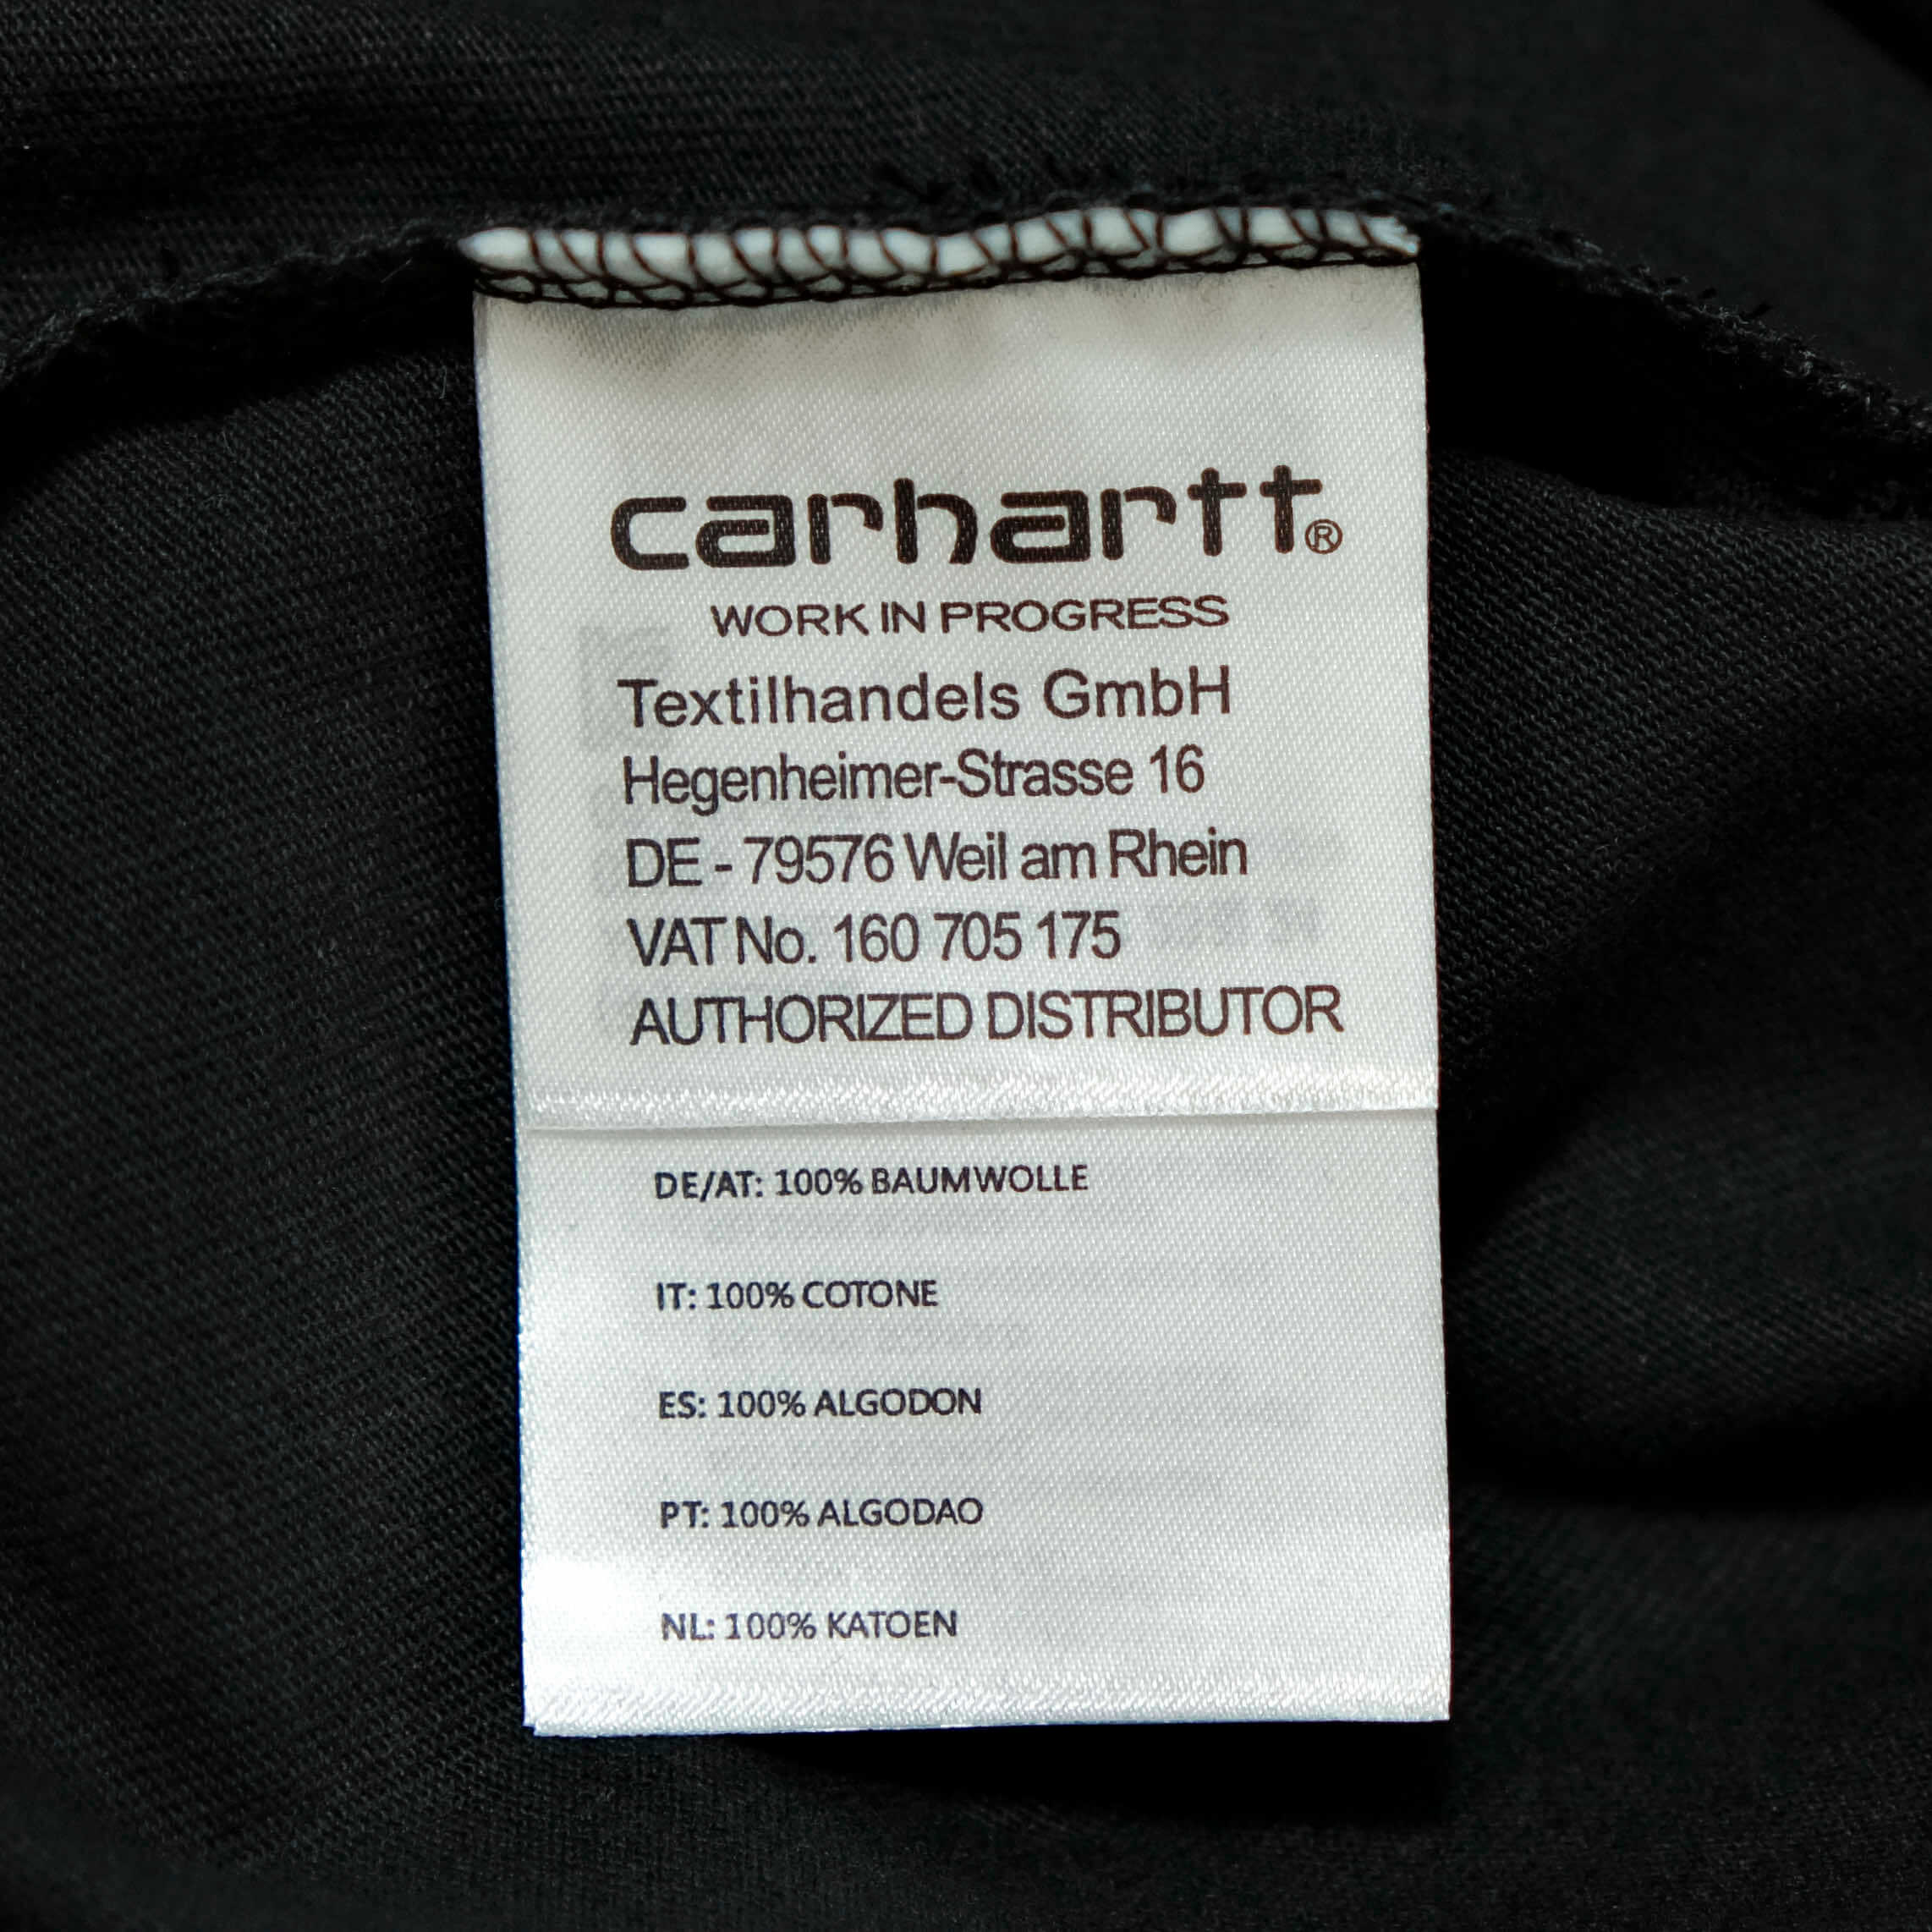 carhartt®
WORK IN PROGRESS
Textilhandels GmbH
Hegenheimer-Strasse 16
DE - 79576 Weil am Rhein
VAT No. 160 705 175
AUTHORIZED DISTRIBUTOR
DE/AT: 100% BAUMWOLLE
IT: 100% COTONE
ES: 100% ALGODON
PT: 100% ALGODAO
NL: 100% KATOEN